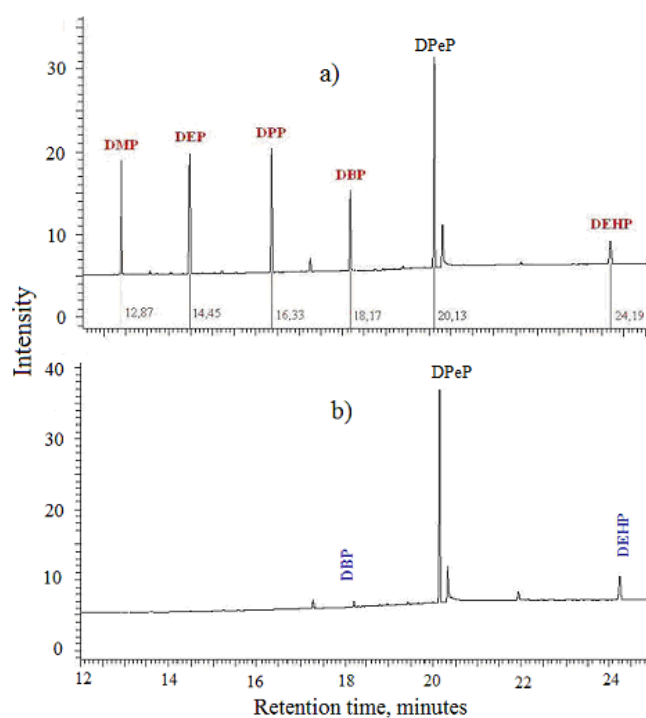 DPeP
a)
30
DMP
DEP
DPP
20
DBP
DEHP
10
0
12,87
14,45
16,33
18,17
20,13
24,19
Intensity
40
DPeP
b)
30
20
DBP
DEHP
10
0
12
14
16
18
20
22
24
Retention time, minutes